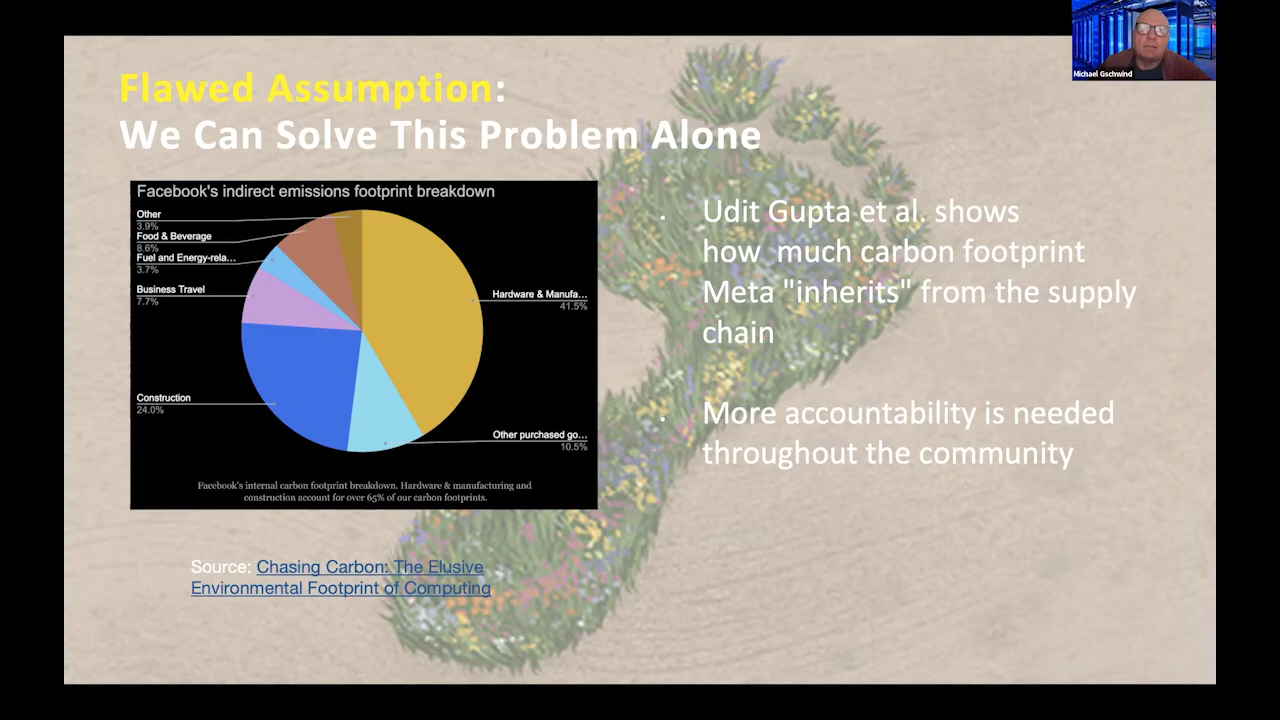 Michael Gschwind
Flawed Assumption:
We Can Solve This Problem Alone
Facebook's indirect emissions footprint breakdown
Other
3.9%
Food & Beverage
8.6%
Fuel and Energy-rela...
3.7%
Business Travel
7.7%
Construction
24.0%
Hardware & Manufa...
41.5%
Other purchased go...
10.5%
Facebook's internal carbon footprint breakdown. Hardware & manufacturing and
construction account for over 65% of our carbon footprints.
Source: Chasing Carbon: The Elusive
Environmental Footprint of Computing
• Udit Gupta et al. shows
how much carbon footprint
Meta "inherits" from the supply
chain
• More accountability is needed
throughout the community